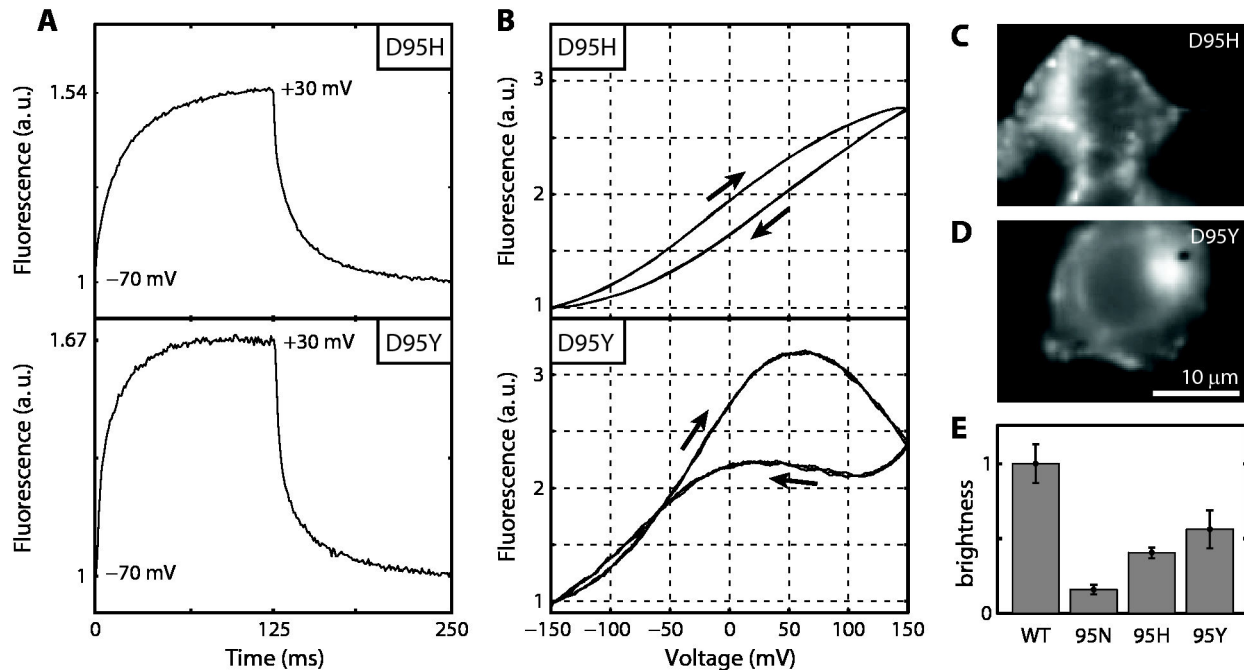 A
D95H
Fluorescence (a. u.)
1.54
1
+30 mV
−70 mV
D95Y
Fluorescence (a. u.)
1.67
1
+30 mV
−70 mV
0
125
250
Time (ms)
B
D95H
Fluorescence (a. u.)
3
2
1
D95Y
Fluorescence (a. u.)
3
2
1
−150
−100
−50
0
50
100
150
Voltage (mV)
C
D95H
D
D95Y
10 μm
E
brightness
1
0
WT
95N
95H
95Y